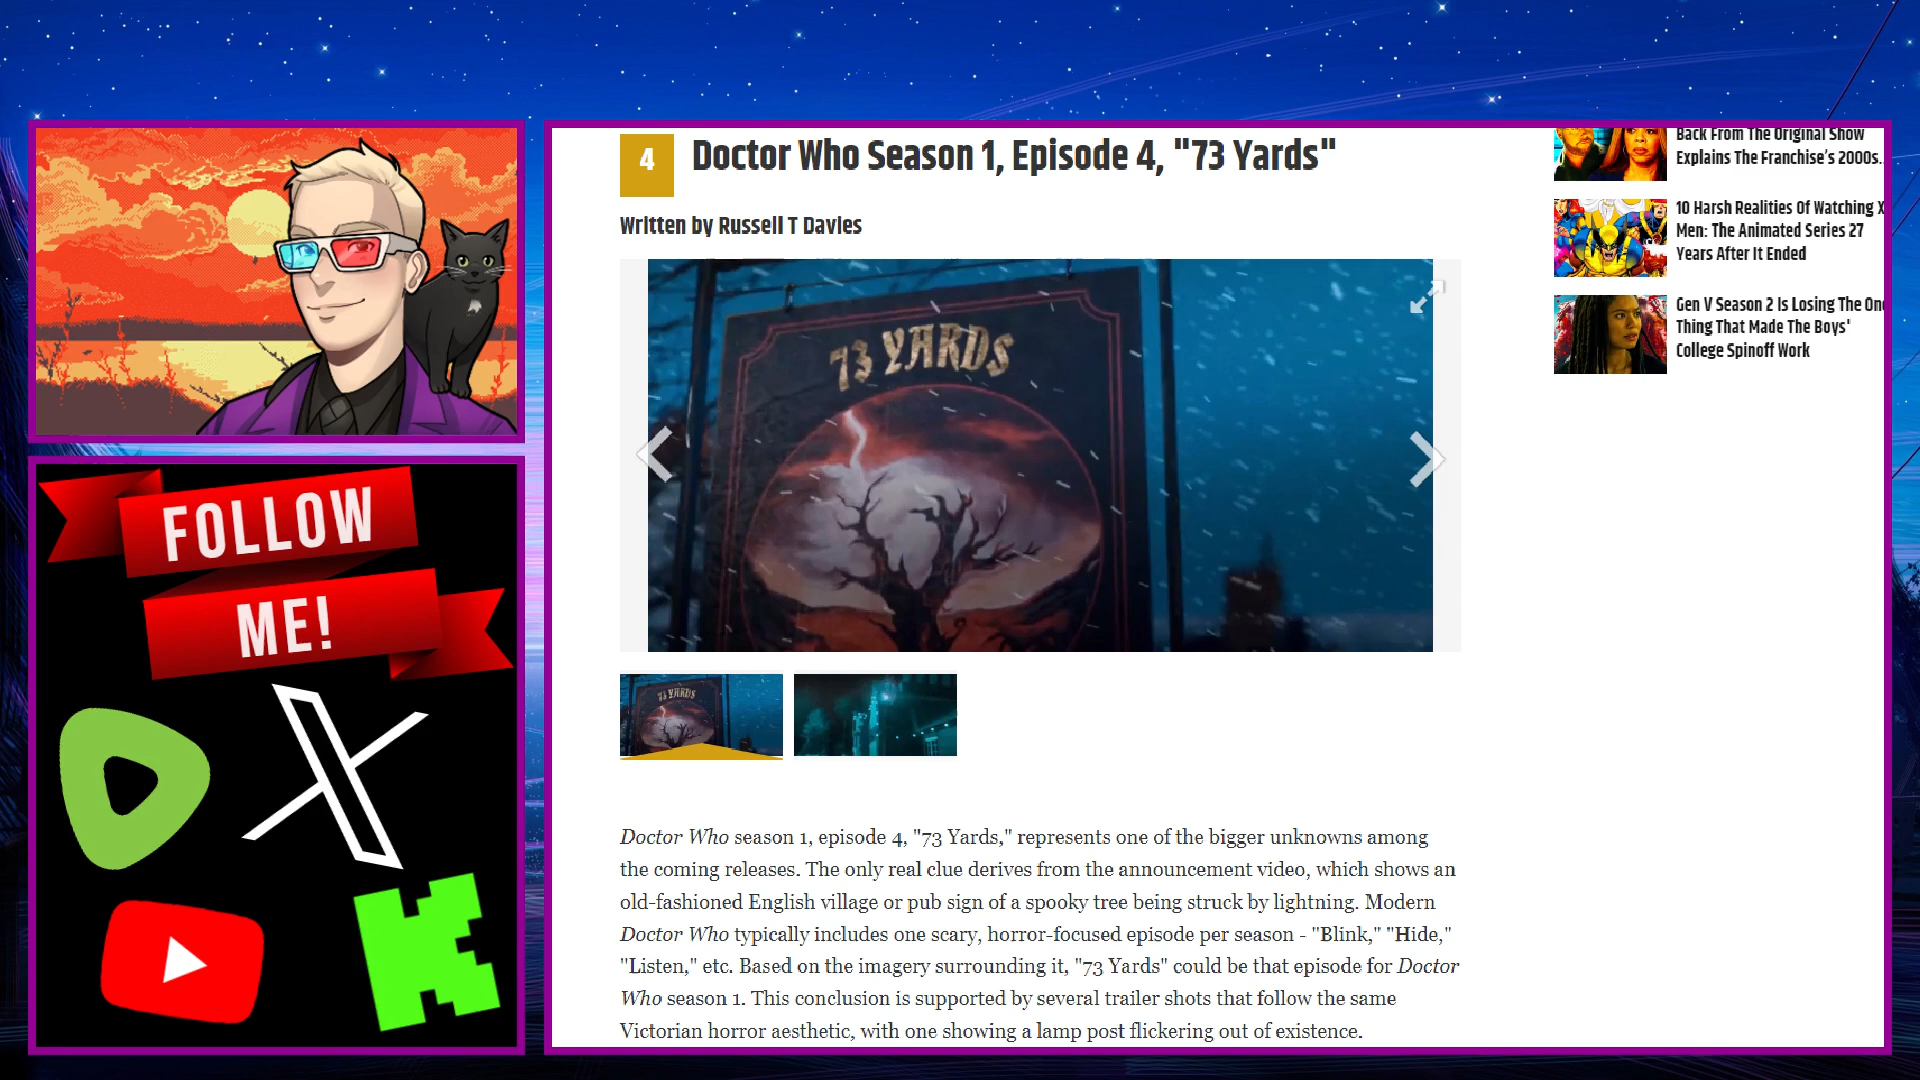 FOLLOW
ME!
4
Doctor Who Season 1, Episode 4, "73 Yards"
Written by Russell T Davies
73 YARDS
73 YARDS
Doctor Who season 1, episode 4, "73 Yards," represents one of the bigger unknowns among
the coming releases. The only real clue derives from the announcement video, which shows an
old-fashioned English village or pub sign of a spooky tree being struck by lightning. Modern
Doctor Who typically includes one scary, horror-focused episode per season - "Blink," "Hide,"
"Listen," etc. Based on the imagery surrounding it, "73 Yards" could be that episode for Doctor
Who season 1. This conclusion is supported by several trailer shots that follow the same
Victorian horror aesthetic, with one showing a lamp post flickering out of existence.
Back From The Original Show
Explains The Franchise's 2000s..
10 Harsh Realities Of Watching X
Men: The Animated Series 27
Years After It Ended
Gen V Season 2 Is Losing The One
Thing That Made The Boys'
College Spinoff Work